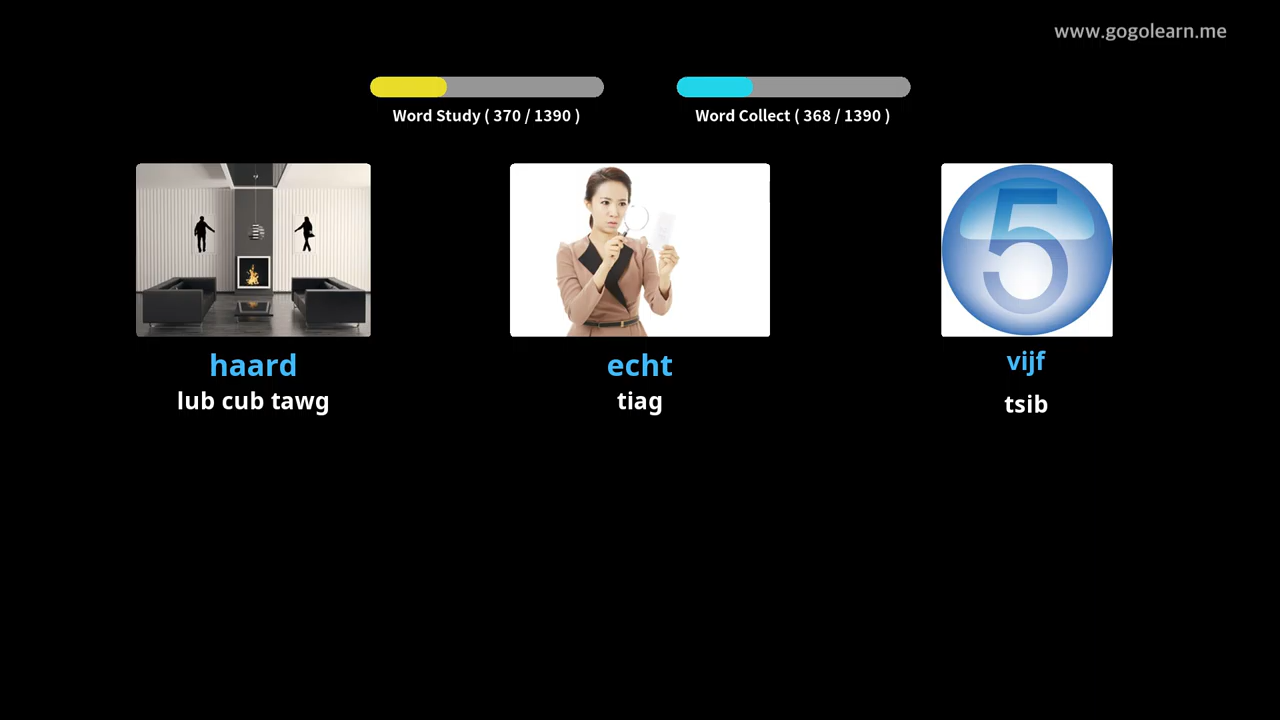 www.gogolearn.me
Word Study ( 370 / 1390 )
Word Collect ( 368 / 1390 )
5
haard
echt
vijf
lub cub tawg
tiag
tsib